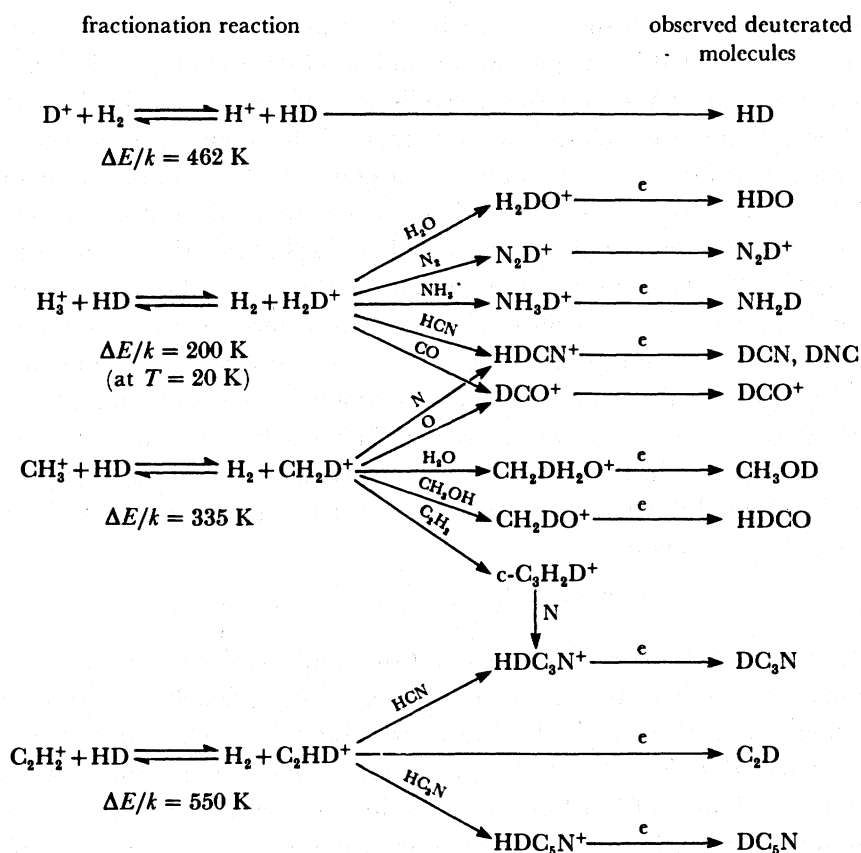 fractionation reaction
observed deuterated
molecules
D⁺ + H₂ ⇌ H⁺ + HD → HD
ΔE/k = 462 K
H₂DO⁺ e HDO
H₂O
N₂ N₂D⁺ N₂D⁺
H₃⁺ + HD ⇌ H₂ + H₂D⁺ NH₃ NH₃D⁺ e NH₂D
HCN
ΔE/k = 200 K HDCN⁺ e DCN, DNC
CO
(at T = 20 K) DCO⁺ DCO⁺
N
O
CH₃⁺ + HD ⇌ H₂ + CH₂D⁺ H₂O CH₂DH₂O⁺ e CH₃OD
CH₃OH
ΔE/k = 335 K CH₂DO⁺ e HDCO
C₂H₂
c-C₃H₂D⁺
N
HDC₃N⁺ e DC₃N
HCN
C₂H₂⁺ + HD ⇌ H₂ + C₂HD⁺ e C₂D
HC₃N
ΔE/k = 550 K
HDC₅N⁺ e DC₅N